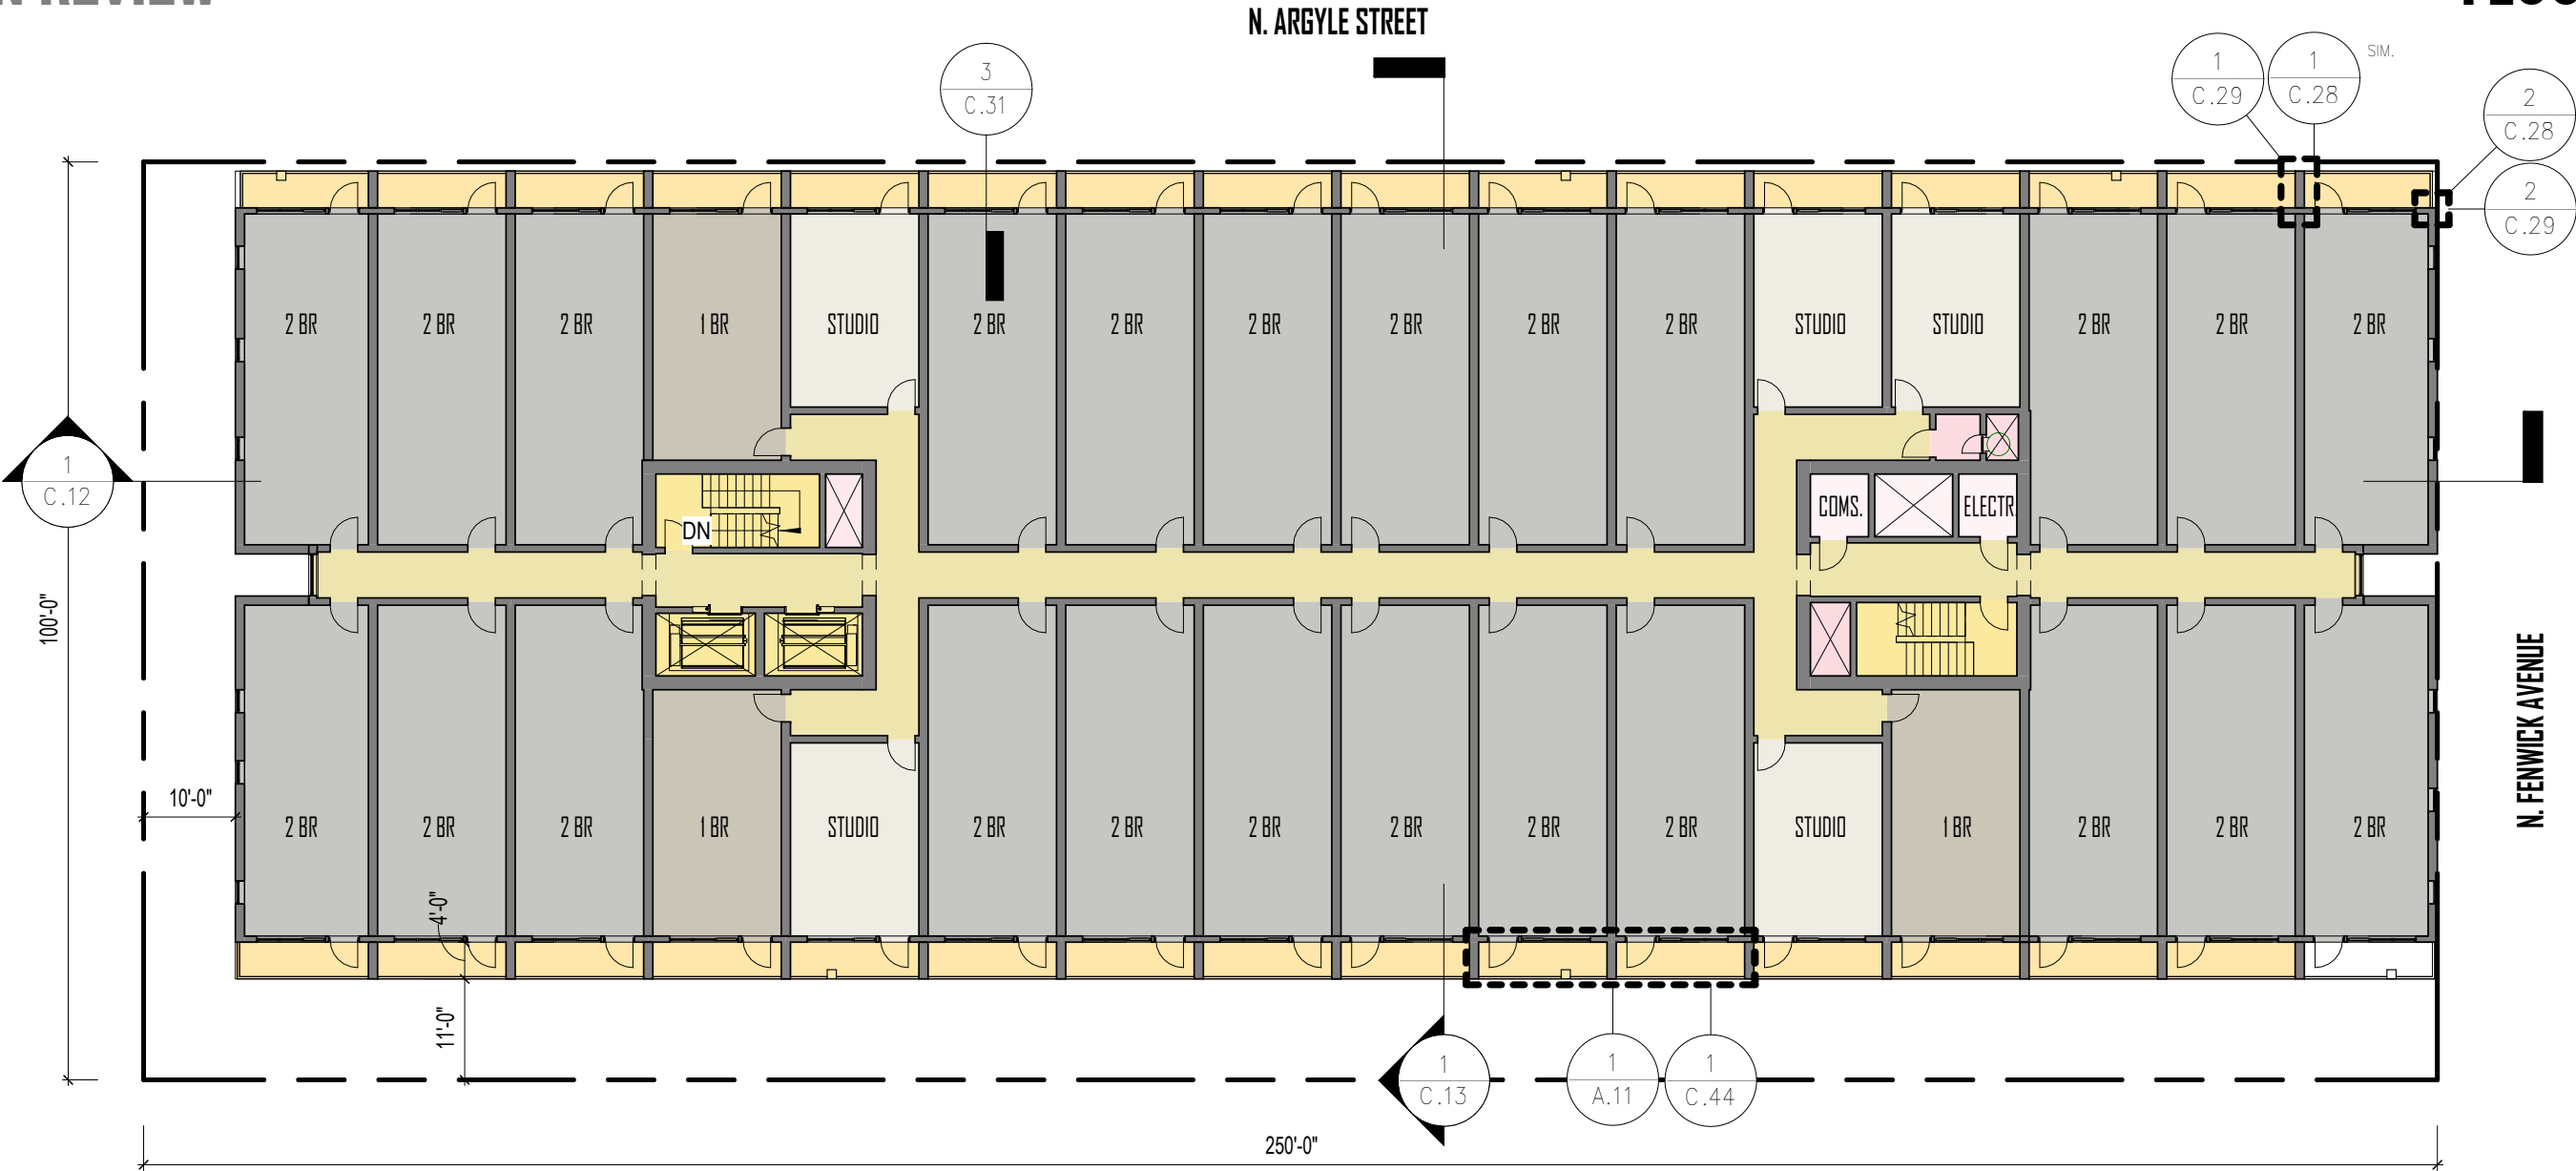 N REVIEW
N. ARGYLE STREET
3
C.31
1
C.29
1
C.28
SIM.
2
C.28
2
C.29
2 BR
2 BR
2 BR
1 BR
STUDIO
2 BR
2 BR
2 BR
2 BR
2 BR
2 BR
STUDIO
STUDIO
2 BR
2 BR
2 BR
1
C.12
DN
COMS.
ELECTR.
100'-0"
N. FENWICK AVENUE
10'-0"
2 BR
2 BR
2 BR
1 BR
STUDIO
2 BR
2 BR
2 BR
2 BR
2 BR
2 BR
STUDIO
1 BR
2 BR
2 BR
2 BR
4'-0"
11'-0"
1
C.13
1
A.11
1
C.44
250'-0"